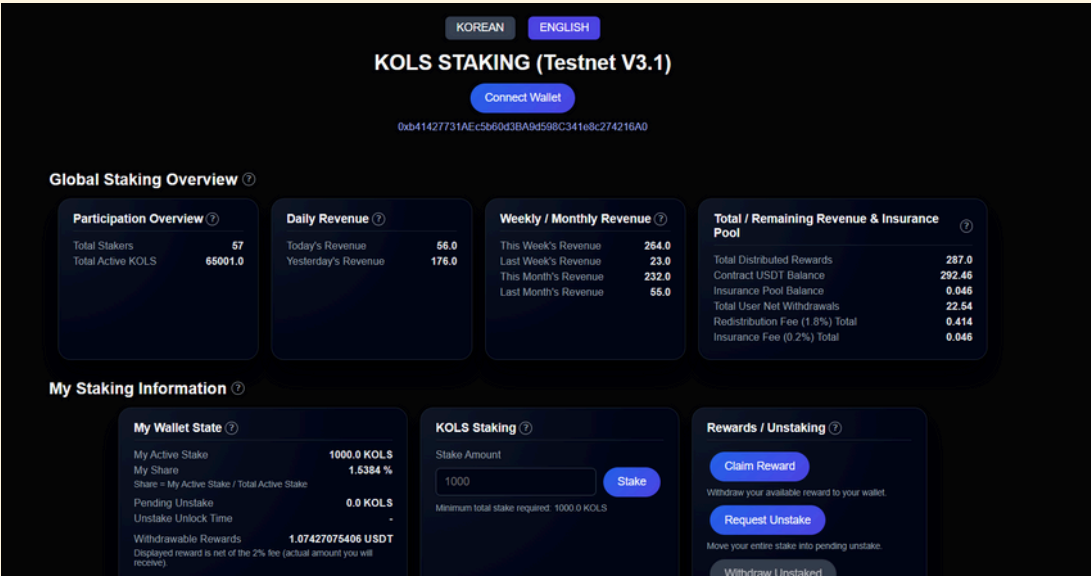 KOREAN ENGLISH
KOLS STAKING (Testnet V3.1)
Connect Wallet
0xb41427731AEc5b60d3BA9d598C341e8c274216A0
Global Staking Overview ?
Participation Overview ?
Total Stakers 57
Total Active KOLS 65001.0
Daily Revenue ?
Today's Revenue 56.0
Yesterday's Revenue 176.0
Weekly / Monthly Revenue ?
This Week's Revenue 264.0
Last Week's Revenue 23.0
This Month's Revenue 232.0
Last Month's Revenue 55.0
Total / Remaining Revenue & Insurance
Pool ?
Total Distributed Rewards 287.0
Contract USDT Balance 292.46
Insurance Pool Balance 0.046
Total User Net Withdrawals 22.54
Redistribution Fee (1.8%) Total 0.414
Insurance Fee (0.2%) Total 0.046
My Staking Information ?
My Wallet State ?
My Active Stake 1000.0 KOLS
My Share 1.5384 %
Share = My Active Stake / Total Active Stake
Pending Unstake 0.0 KOLS
Unstake Unlock Time -
Withdrawable Rewards 1.07427075406 USDT
Displayed reward is net of the 2% fee (actual amount you will
receive).
KOLS Staking ?
Stake Amount
1000 Stake
Minimum total stake required: 1000.0 KOLS
Rewards / Unstaking ?
Claim Reward
Withdraw your available reward to your wallet.
Request Unstake
Move your entire stake into pending unstake.
Withdraw Unstaked